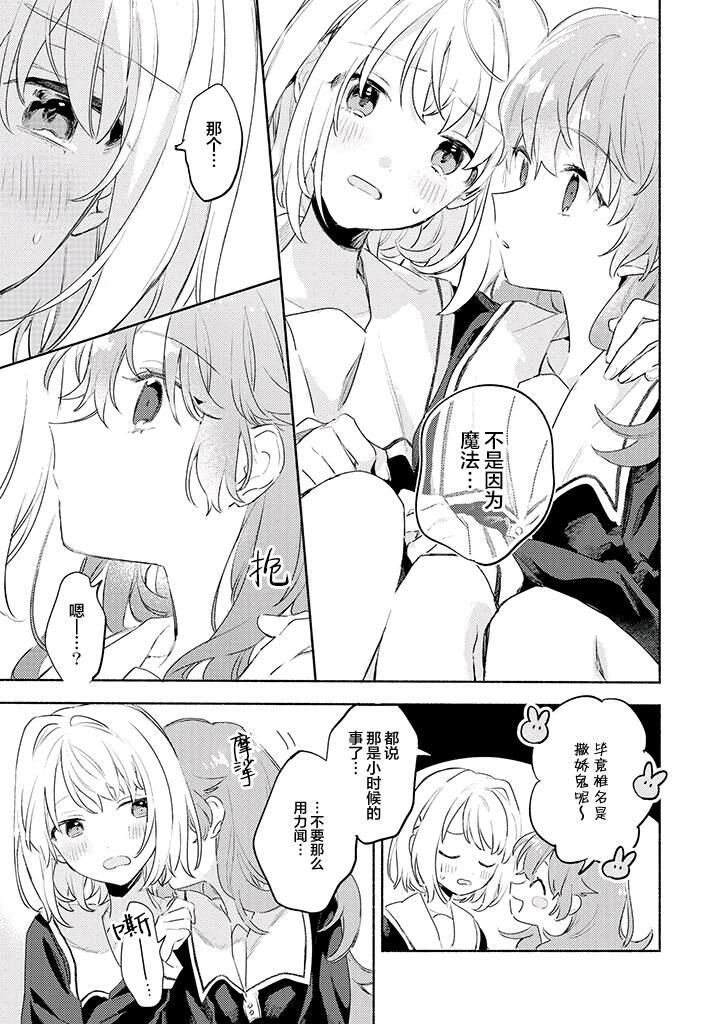 不是因为
魔法…
那个…
抱
嗯……？
毕竟椎名是
撒娇鬼呢～
都说
那是小时候的
事了…
…不要那么
用力闻…
摩挲
嘶——